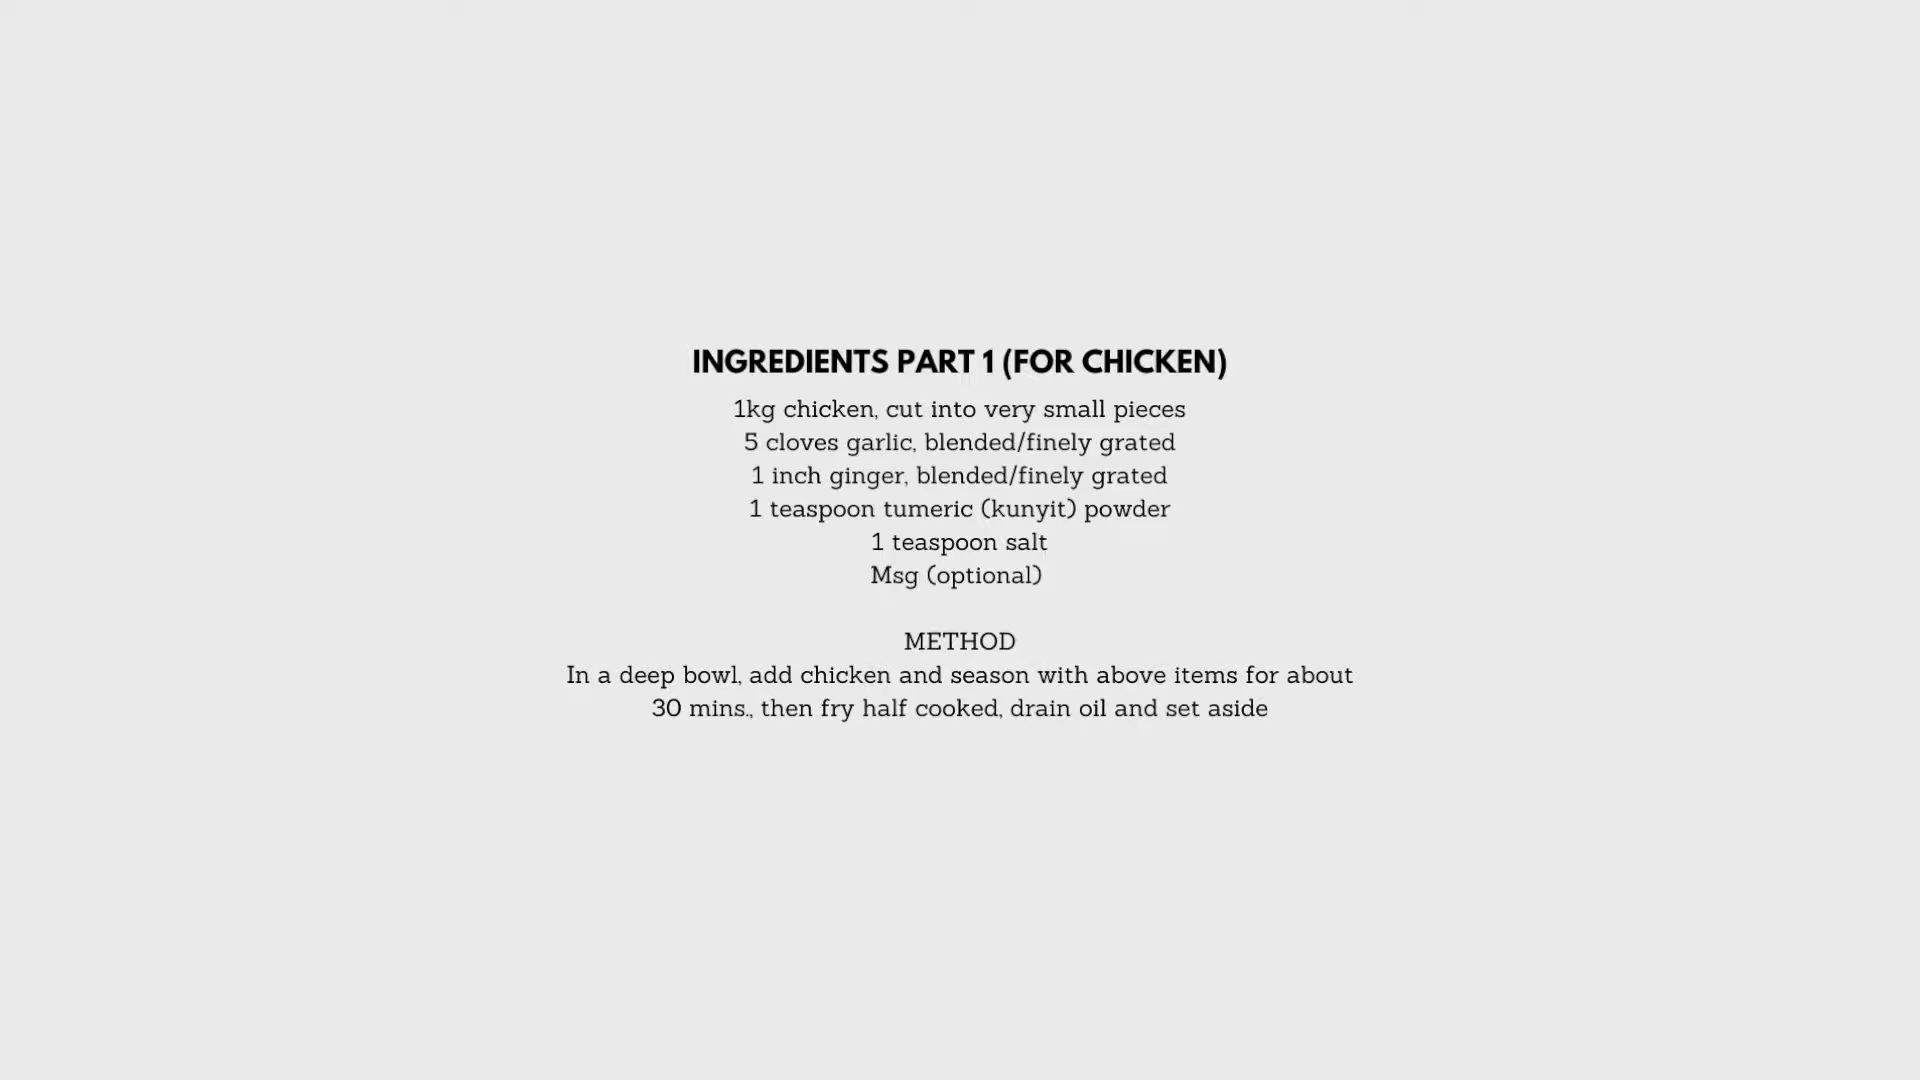 INGREDIENTS PART 1 (FOR CHICKEN)
1kg chicken, cut into very small pieces
5 cloves garlic, blended/finely grated
1 inch ginger, blended/finely grated
1 teaspoon tumeric (kunyit) powder
1 teaspoon salt
Msg (optional)
METHOD
In a deep bowl, add chicken and season with above items for about
30 mins., then fry half cooked, drain oil and set aside